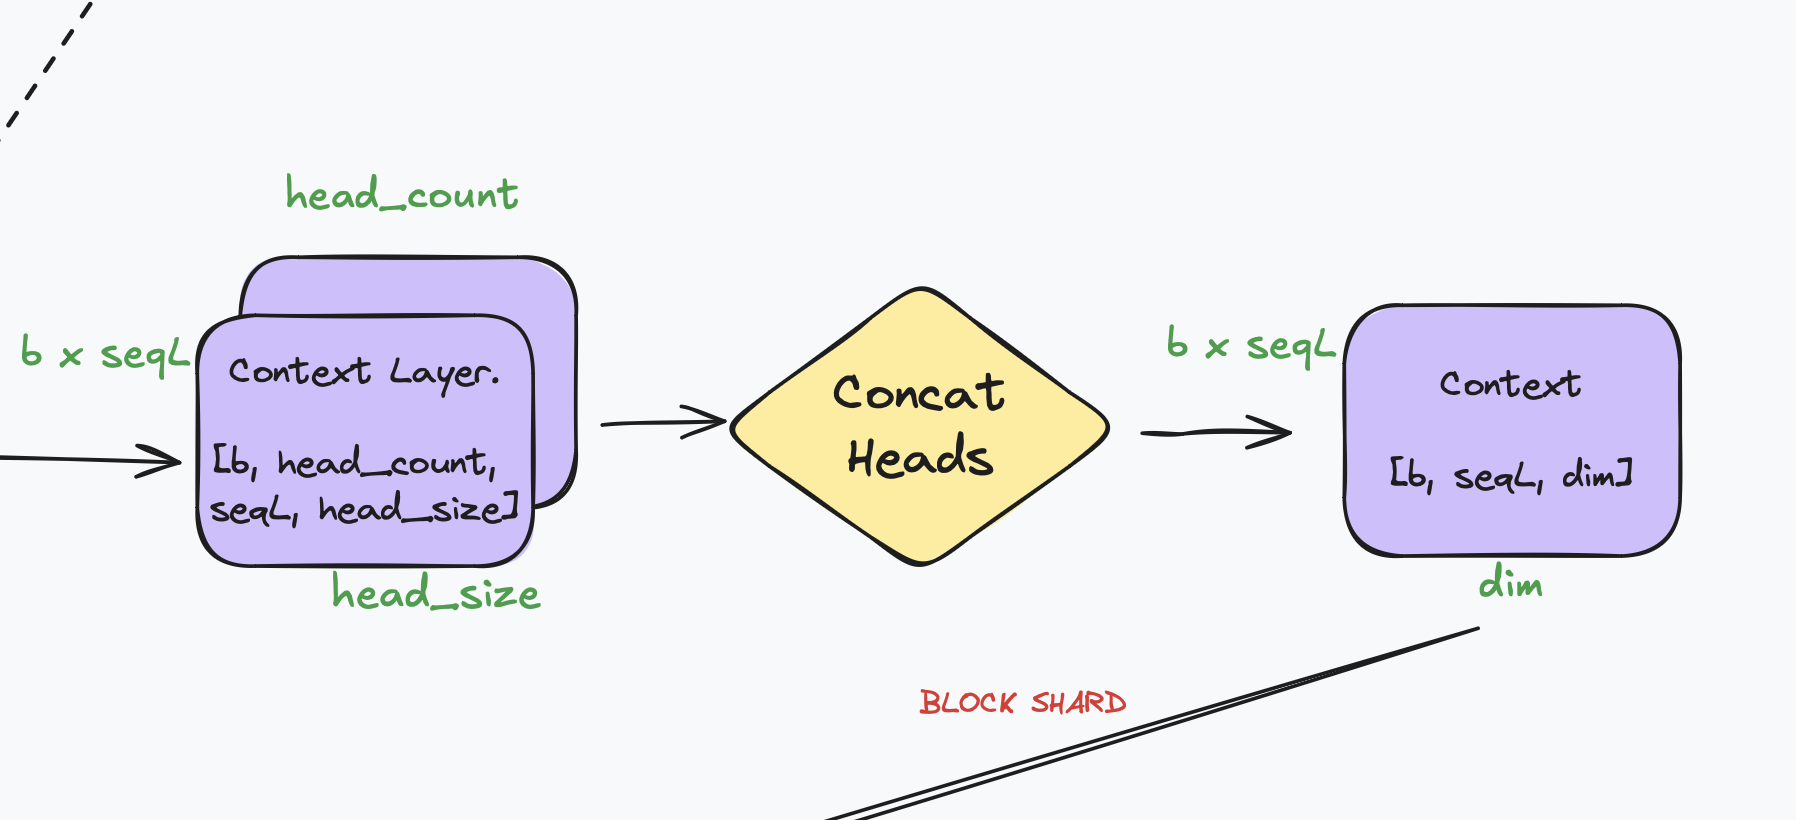 head_count
b x seqL
Context Layer.
[b, head_count,
seqL, head_size]
head_size
Concat
Heads
b x seqL
Context
[b, seqL, dim]
dim
BLOCK SHARD